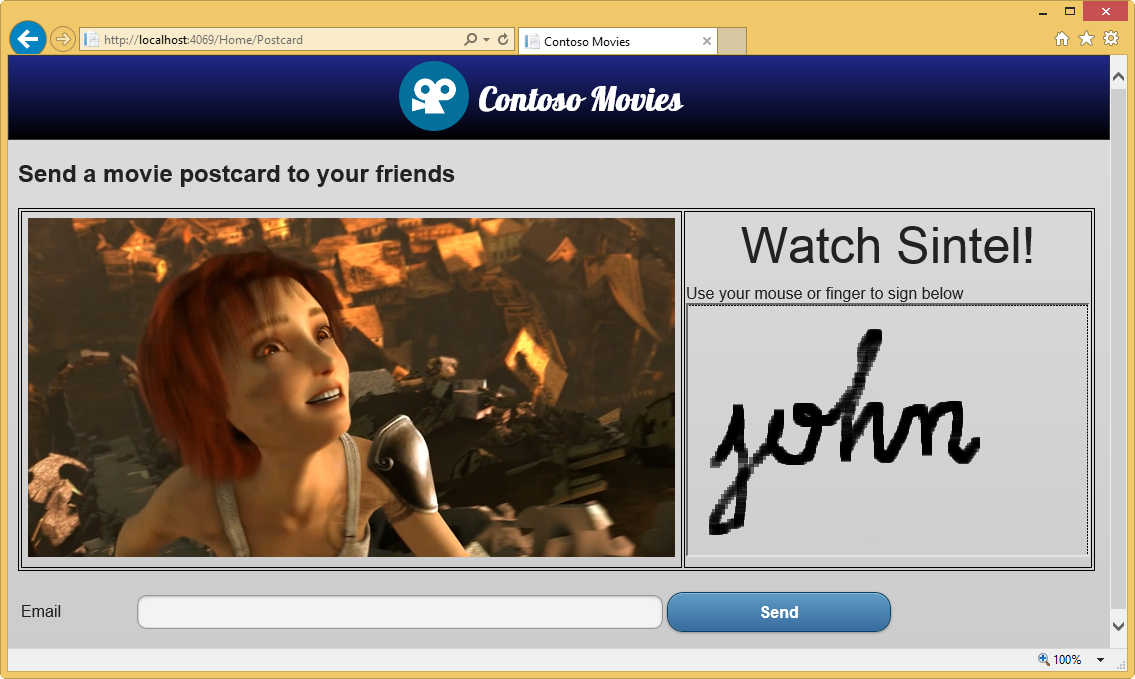 http://localhost:4069/Home/Postcard
Contoso Movies
Contoso Movies
Send a movie postcard to your friends
Watch Sintel!
Use your mouse or finger to sign below
john
Email
Send
100%